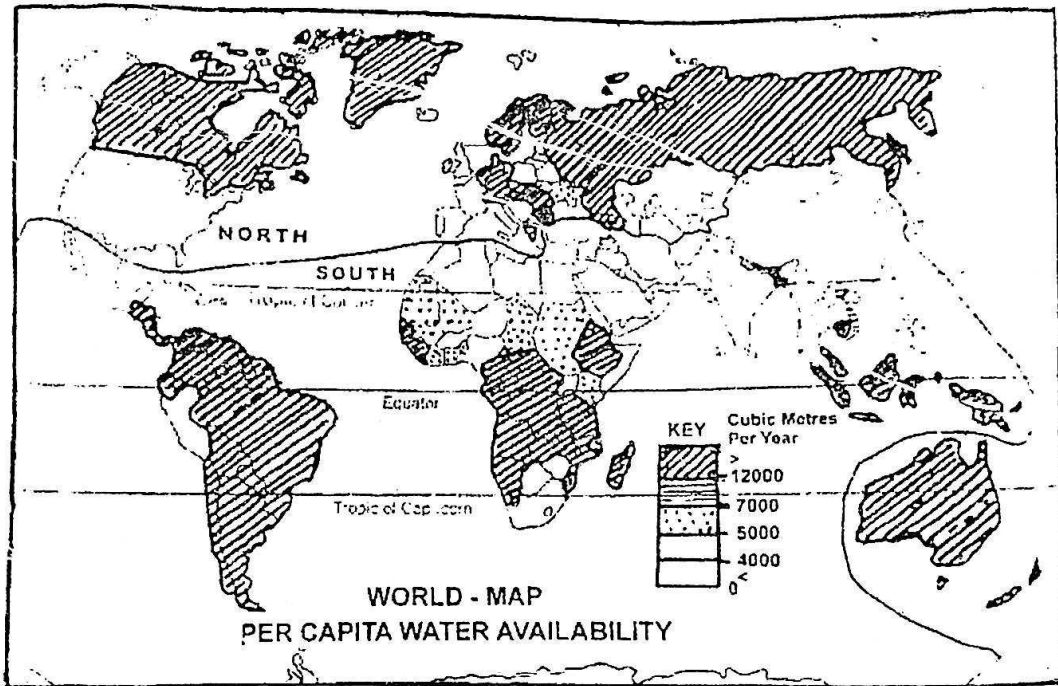 NORTH
SOUTH
Equator
KEY
Cubic Metres
Per Year
>
12000
7000
5000
4000
<
0
Tropic of
WORLD - MAP
PER CAPITA WATER AVAILABILITY